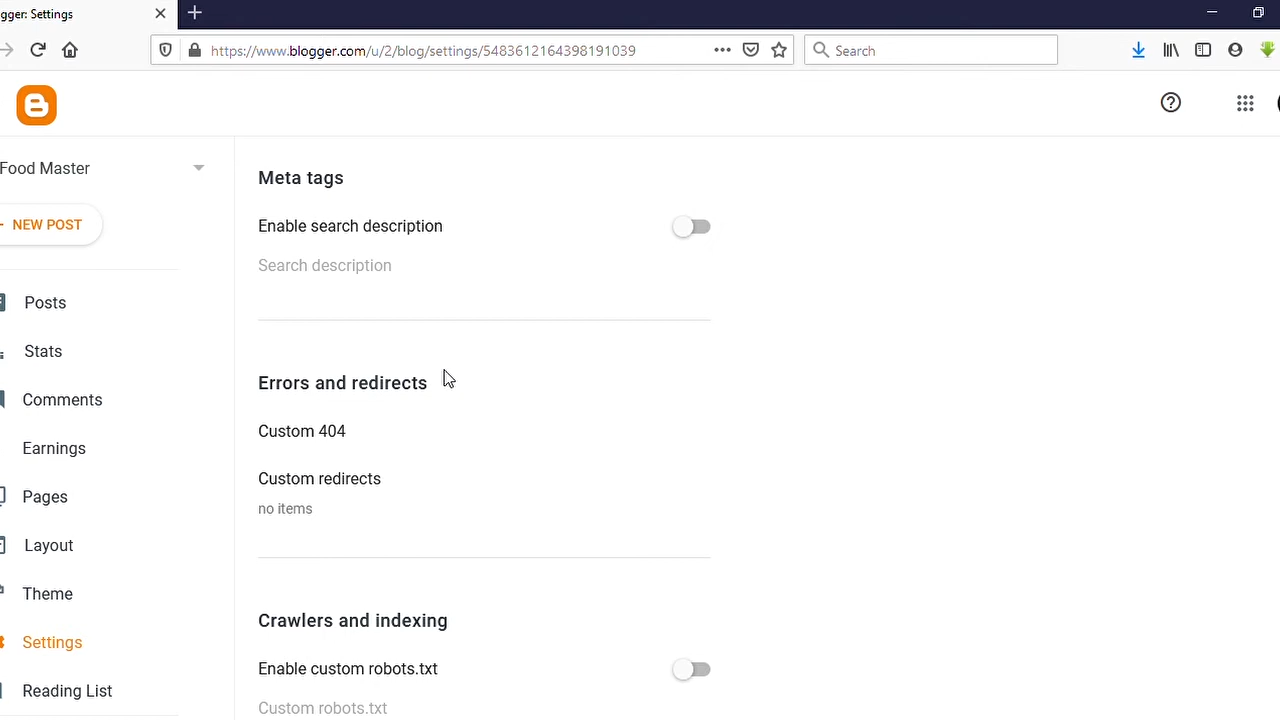 gger: Settings
https://www.blogger.com/u/2/blog/settings/5483612164398191039
Search
Food Master
NEW POST
Posts
Stats
Comments
Earnings
Pages
Layout
Theme
Settings
Reading List
Meta tags
Enable search description
Search description
Errors and redirects
Custom 404
Custom redirects
no items
Crawlers and indexing
Enable custom robots.txt
Custom robots.txt